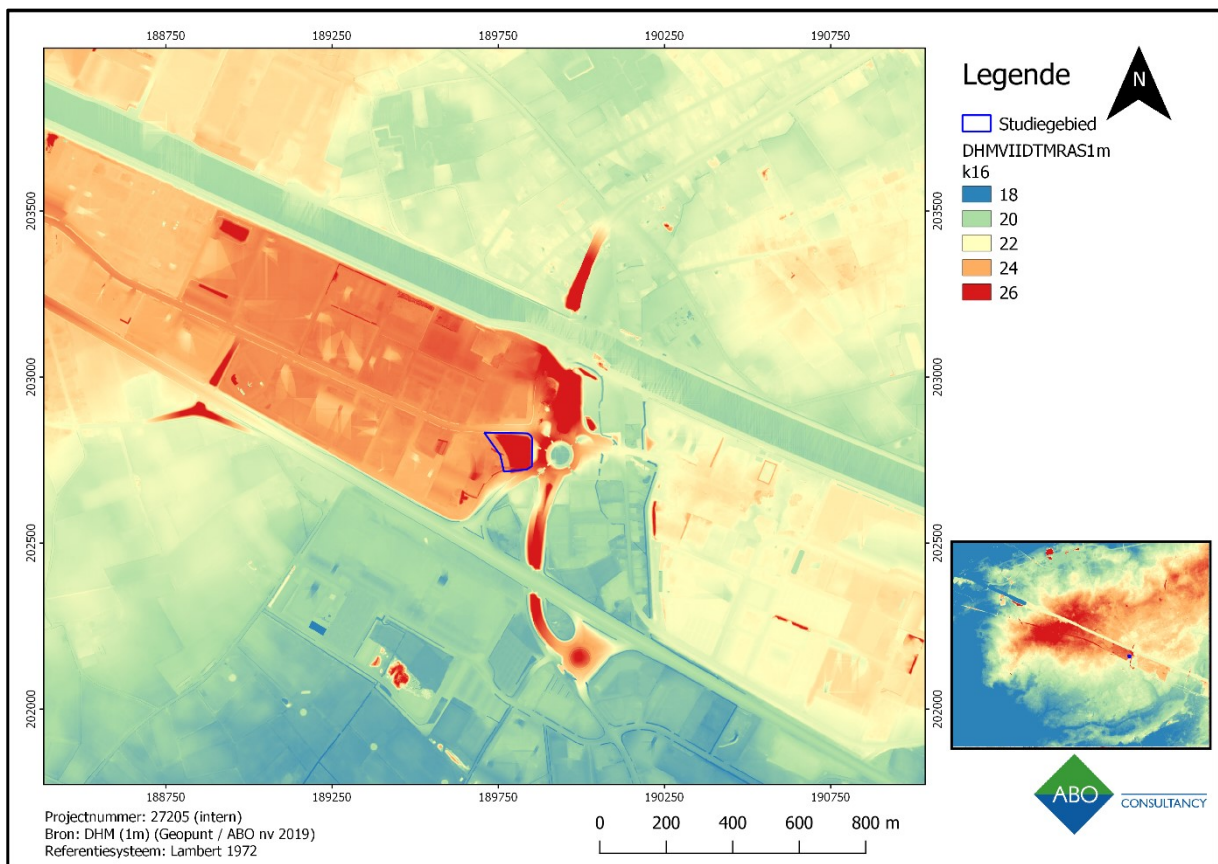 188750 189250 189750 190250 190750
203500 203500
203000 203000
202500 202500
202000 202000
188750 189250 189750 190250 190750
Legende
N
Studiegebied
DHMVIIDTMRAS1m
k16
18
20
22
24
26
ABO CONSULTANCY
Projectnummer: 27205 (intern)
Bron: DHM (1m) (Geopunt / ABO nv 2019)
Referentiesysteem: Lambert 1972
0 200 400 600 800 m